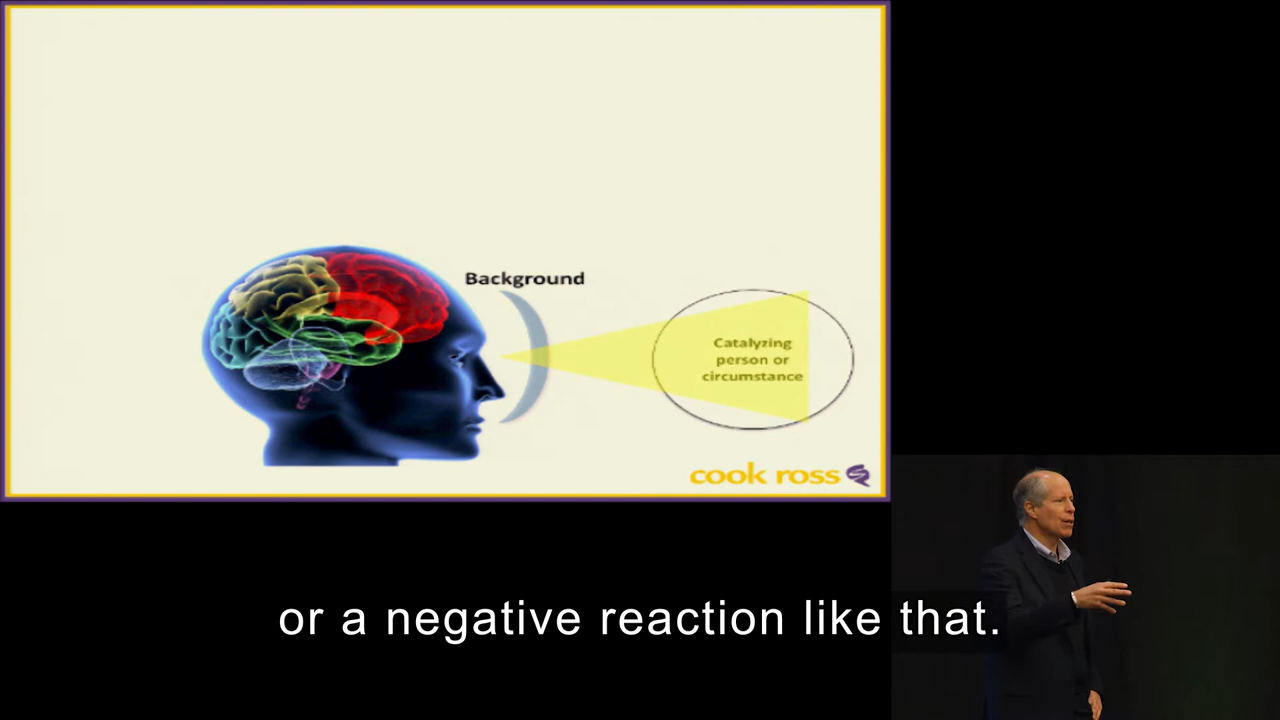 Background
Catalyzing
person or
circumstance
cook ross
or a negative reaction like that.